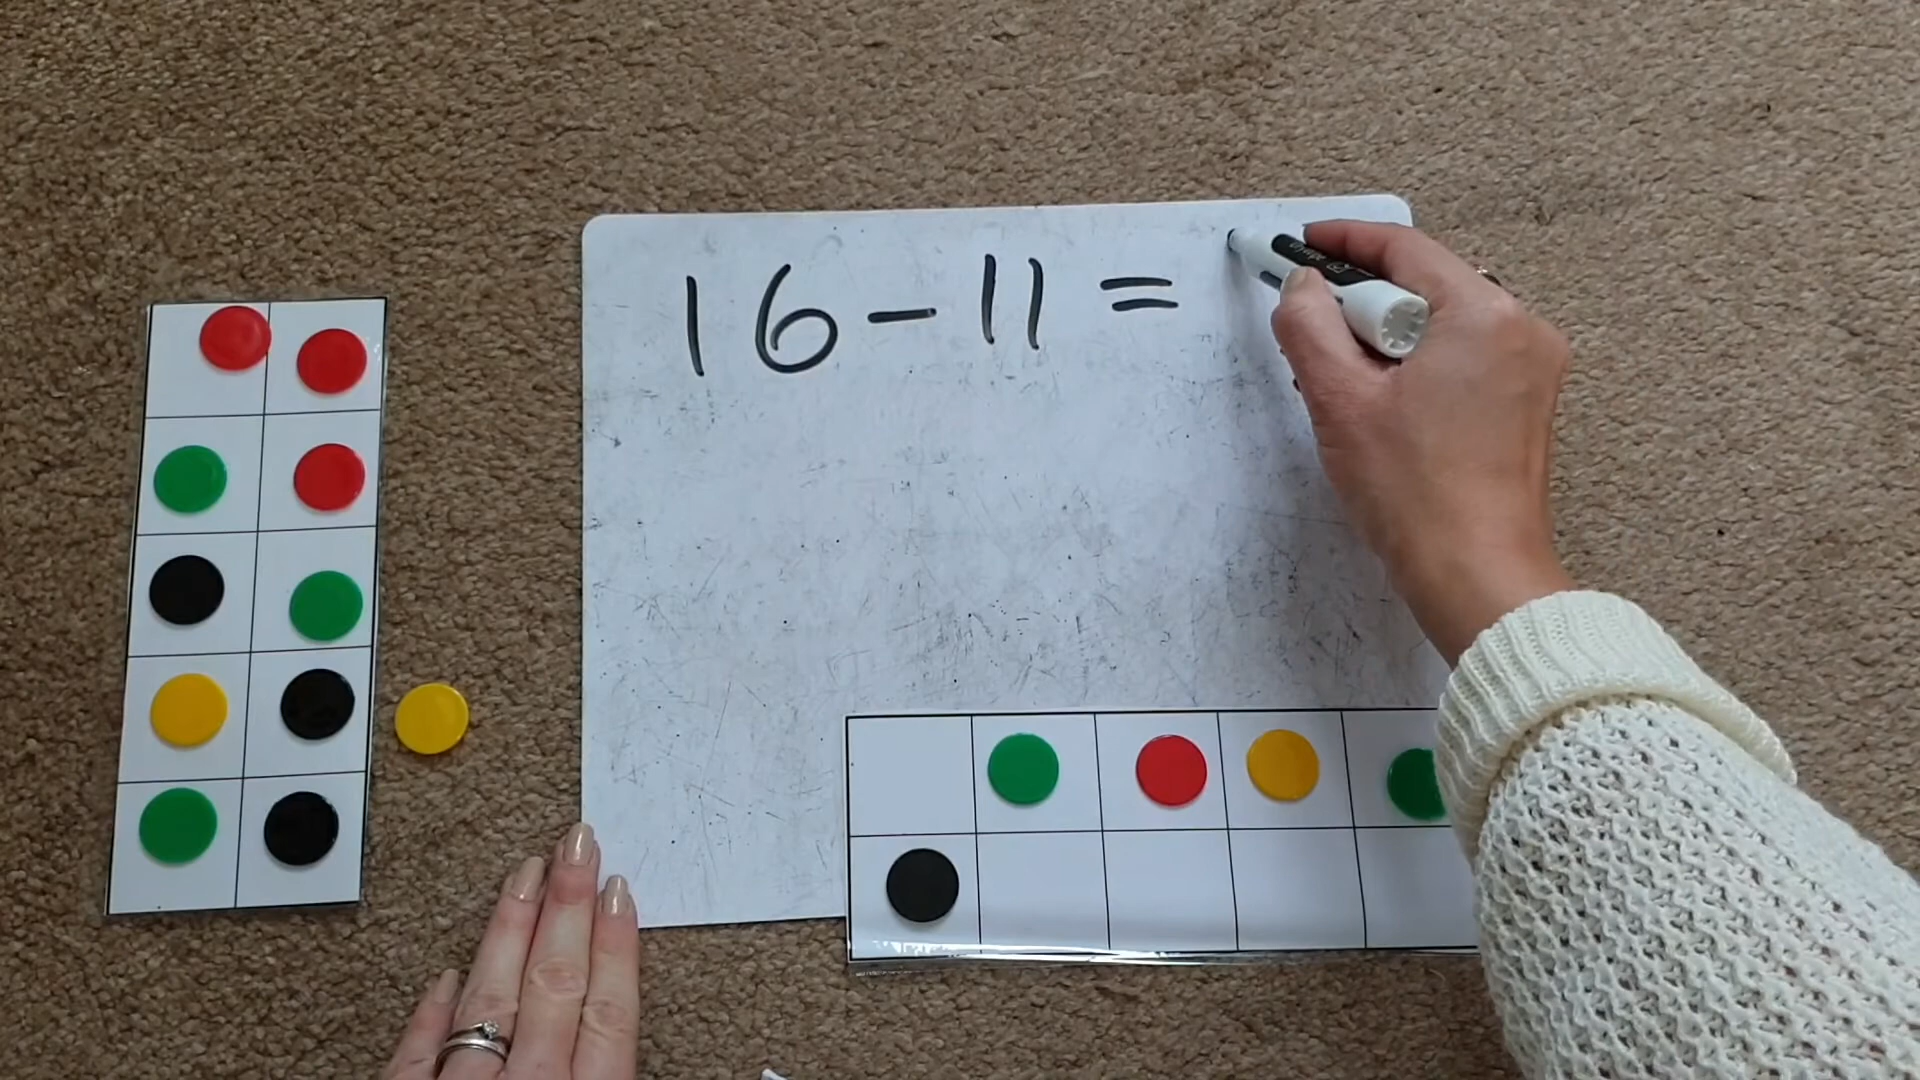 16 - 11 =